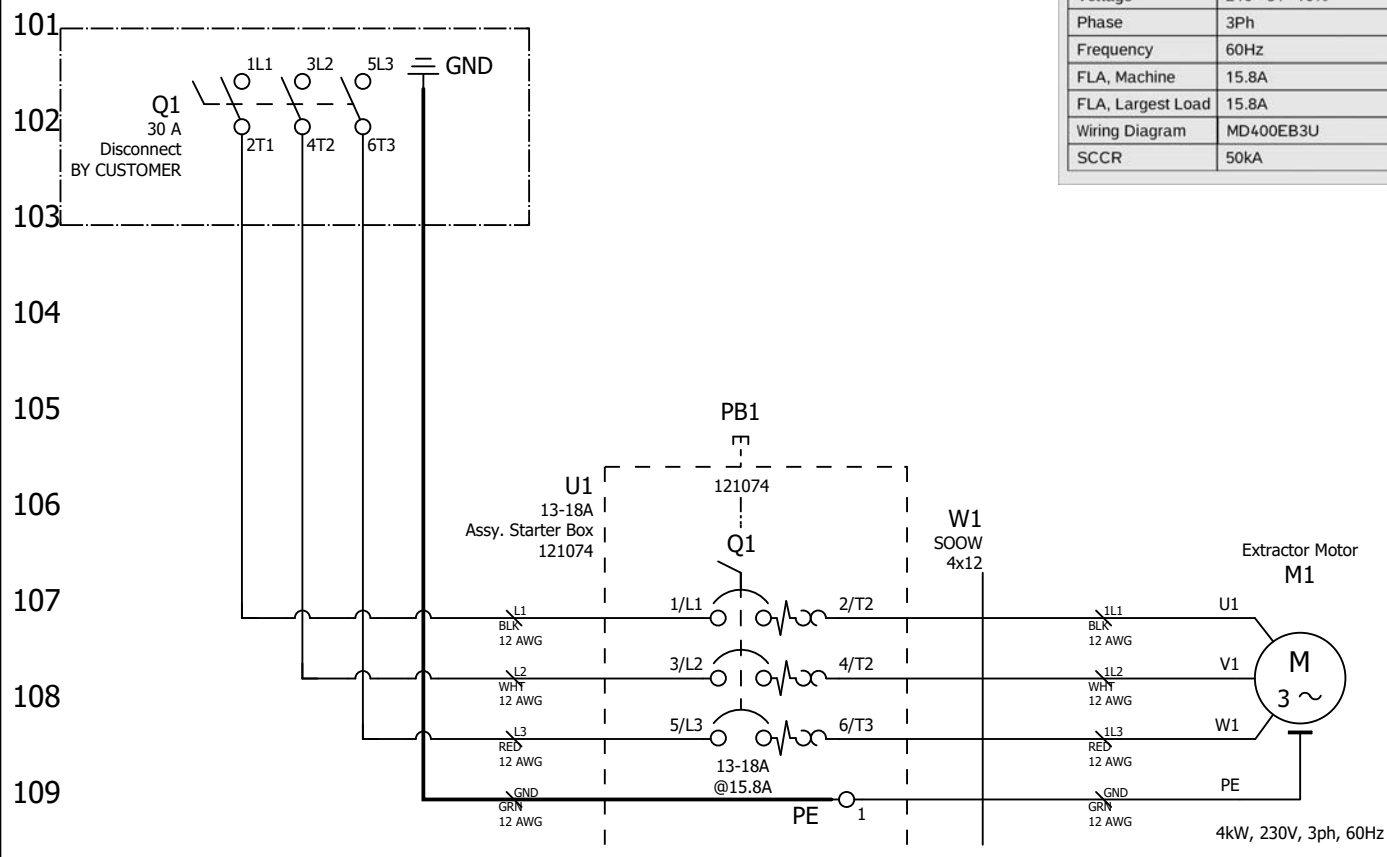 101
1L1 3L2 5L3 GND
Q1
102
30 A
Disconnect
BY CUSTOMER
2T1 4T2 6T3
103
Phase 3Ph
Frequency 60Hz
FLA, Machine 15.8A
FLA, Largest Load 15.8A
Wiring Diagram MD400EB3U
SCCR 50kA
104
105
PB1
106
U1
13-18A
Assy. Starter Box
121074
121074
Q1
W1
SOOW
4x12
Extractor Motor
M1
107
L1
BLK
12 AWG
1/L1 2/T2
1L1
BLK
12 AWG
U1
L2
WHT
12 AWG
3/L2 4/T2
1L2
WHT
12 AWG
V1
M
3 ~
108
L3
RED
12 AWG
5/L3 6/T3
1L3
RED
12 AWG
W1
13-18A
@15.8A
109
GND
GRN
12 AWG
PE 1
GND
GRN
12 AWG
PE
4kW, 230V, 3ph, 60Hz